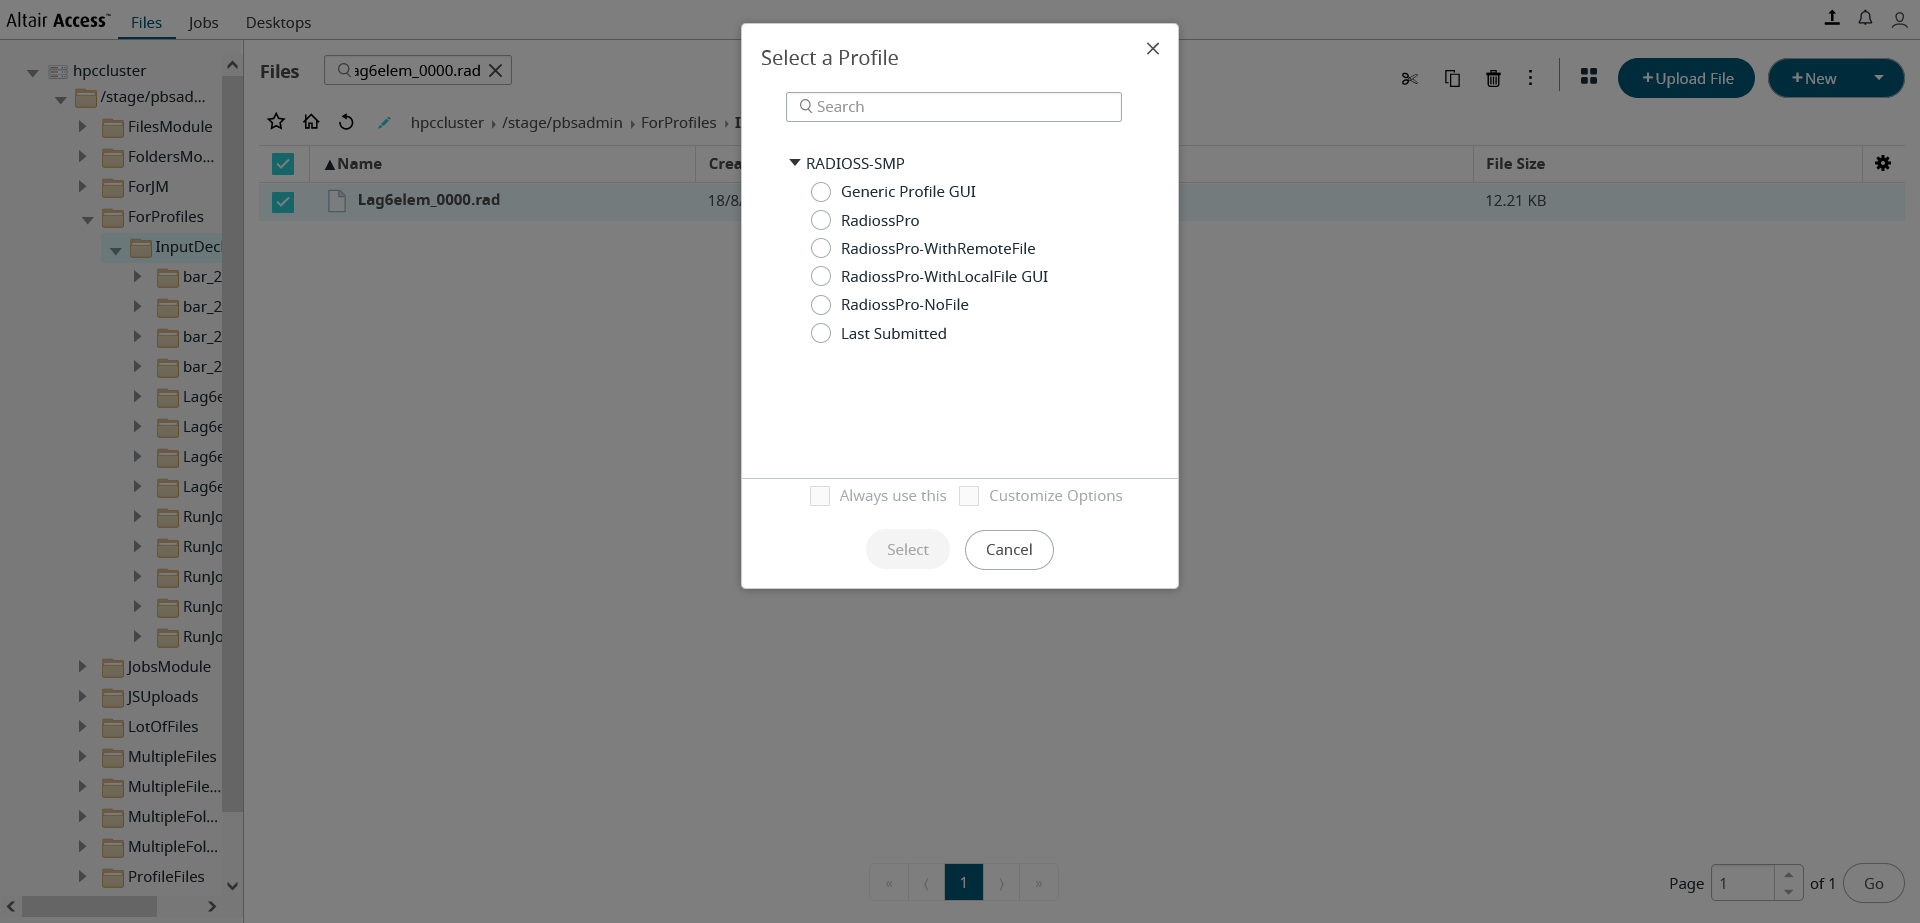 Altair Access™ Files Jobs Desktops
hpccluster
/stage/pbsad...
FilesModule
FoldersMo...
ForJM
ForProfiles
InputDeci
bar_2
bar_2
bar_2
bar_2
Lag6e
Lag6e
Lag6e
Lag6e
RunJo
RunJo
RunJo
RunJo
RunJo
JobsModule
JSUploads
LotOfFiles
MultipleFiles
MultipleFile...
MultipleFol...
MultipleFol...
ProfileFiles
Files
ag6elem_0000.rad
+Upload File
+New
hpccluster › /stage/pbsadmin › ForProfiles › I
▲Name Crea File Size
Lag6elem_0000.rad 18/8/ 12.21 KB
Select a Profile
Search
RADIOSS-SMP
Generic Profile GUI
RadiossPro
RadiossPro-WithRemoteFile
RadiossPro-WithLocalFile GUI
RadiossPro-NoFile
Last Submitted
Always use this Customize Options
Select Cancel
« ⟨ 1 ⟩ »
Page 1 of 1 Go